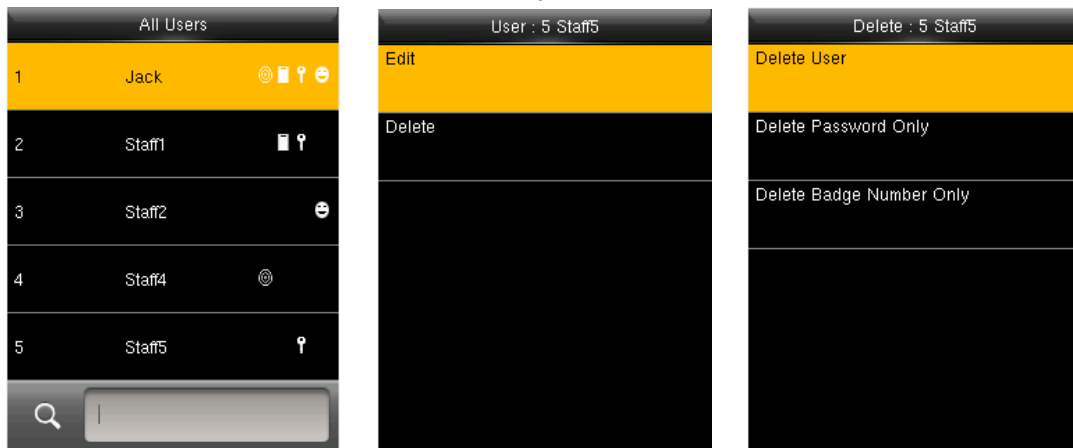 All Users
1 Jack
2 Staff1
3 Staff2
4 Staff4
5 Staff5
User : 5 Staff5
Edit
Delete
Delete : 5 Staff5
Delete User
Delete Password Only
Delete Badge Number Only